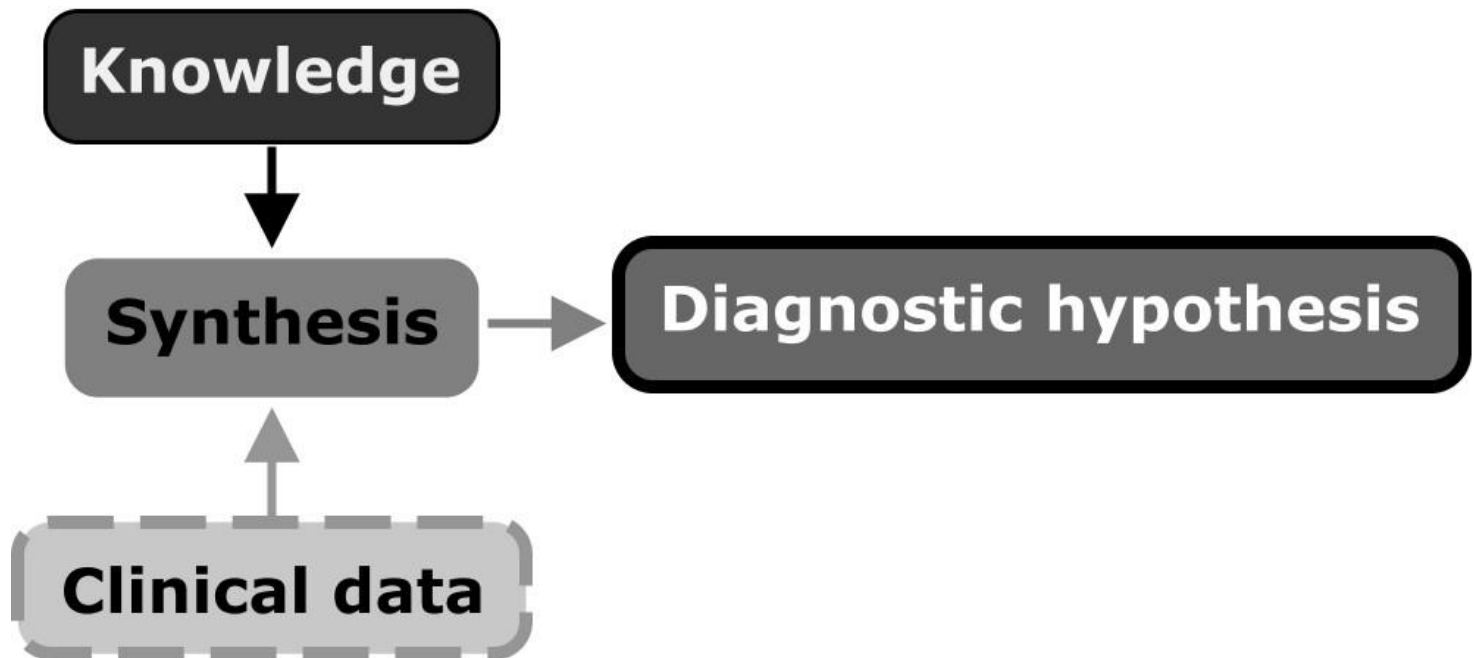 Knowledge
Synthesis
Diagnostic hypothesis
Clinical data